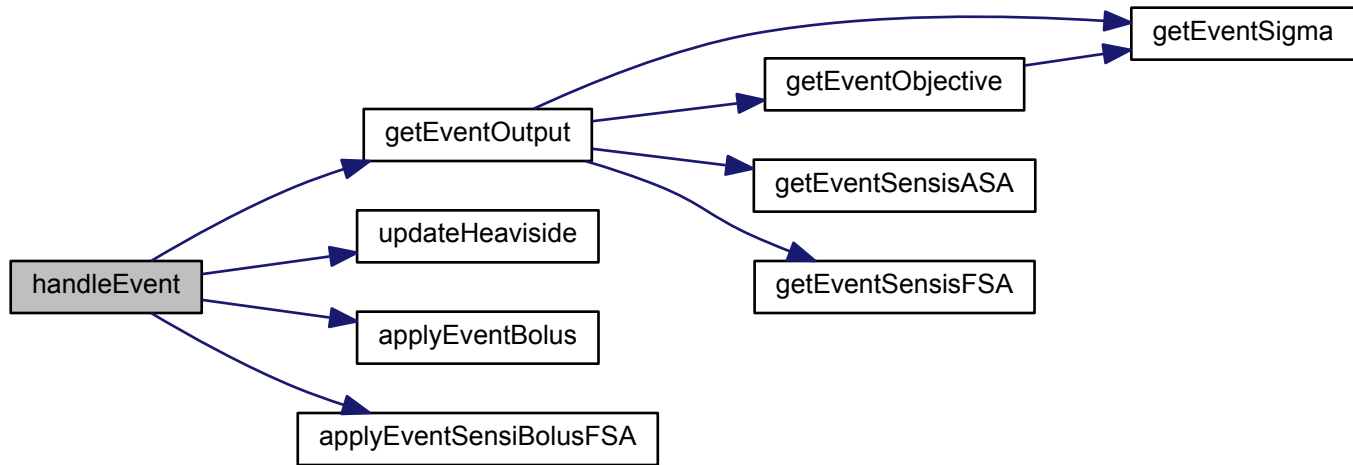 getEventSigma
getEventObjective
getEventOutput
getEventSensisASA
updateHeaviside
handleEvent
getEventSensisFSA
applyEventBolus
applyEventSensiBolusFSA